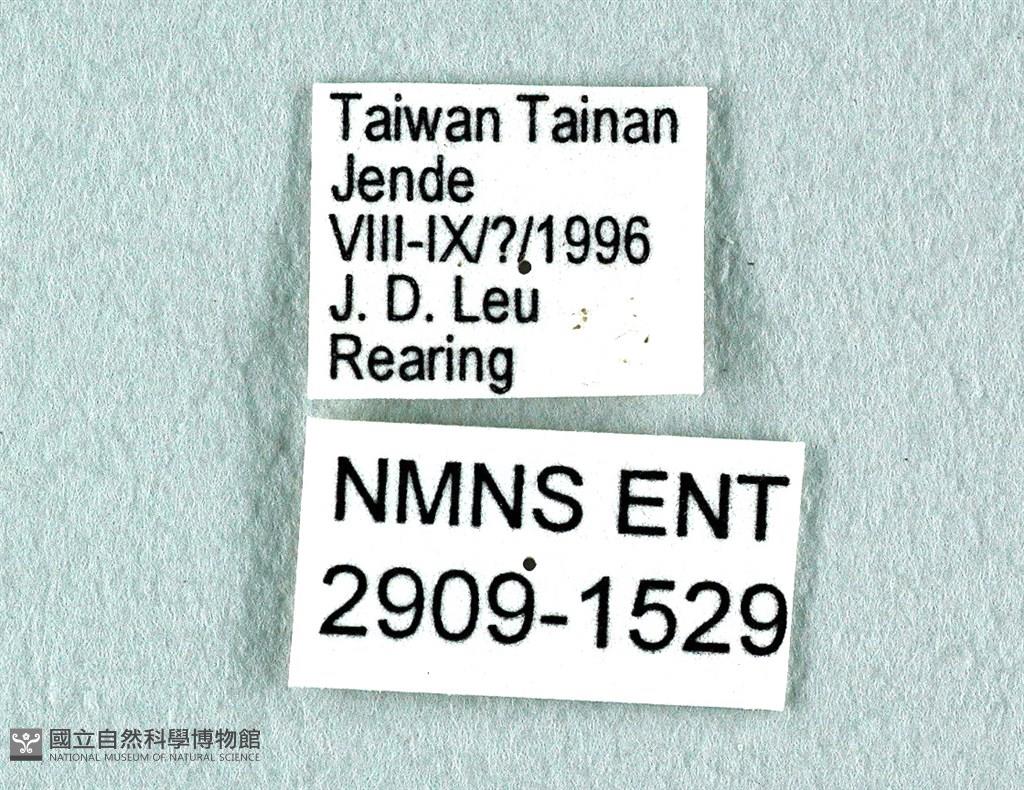 Taiwan Tainan
Jende
VIII-IX/?/1996
J. D. Leu
Rearing
NMNS ENT
2909-1529
國立自然科學博物館
NATIONAL MUSEUM OF NATURAL SCIENCE